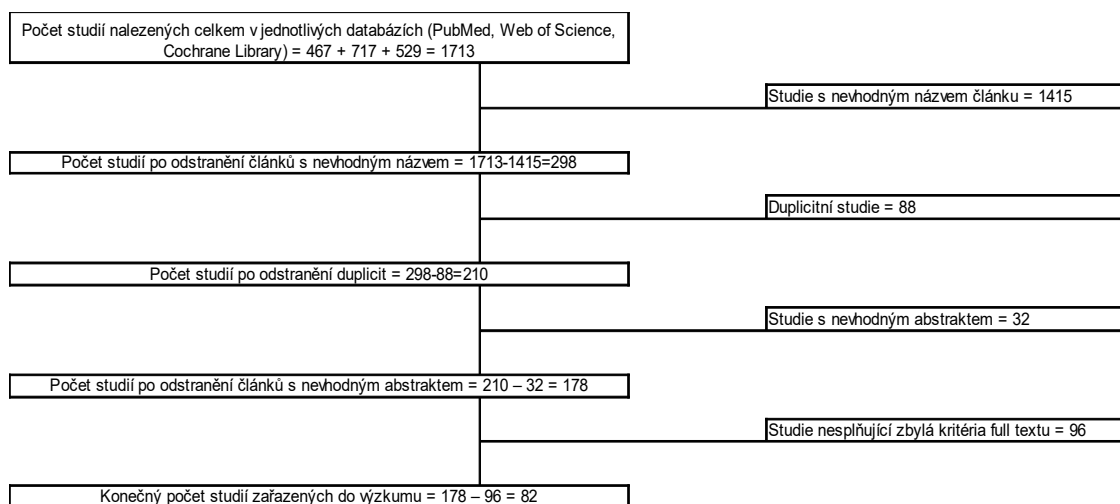 Počet studií nalezených celkem v jednotlivých databázích (PubMed, Web of Science,
Cochrane Library) = 467 + 717 + 529 = 1713
Studie s nevhodným názvem článku = 1415
Počet studií po odstranění článků s nevhodným názvem = 1713-1415=298
Duplicitní studie = 88
Počet studií po odstranění duplicit = 298-88=210
Studie s nevhodným abstraktem = 32
Počet studií po odstranění článků s nevhodným abstraktem = 210 – 32 = 178
Studie nesplňující zbylá kritéria full textu = 96
Konečný počet studií zařazených do výzkumu = 178 – 96 = 82